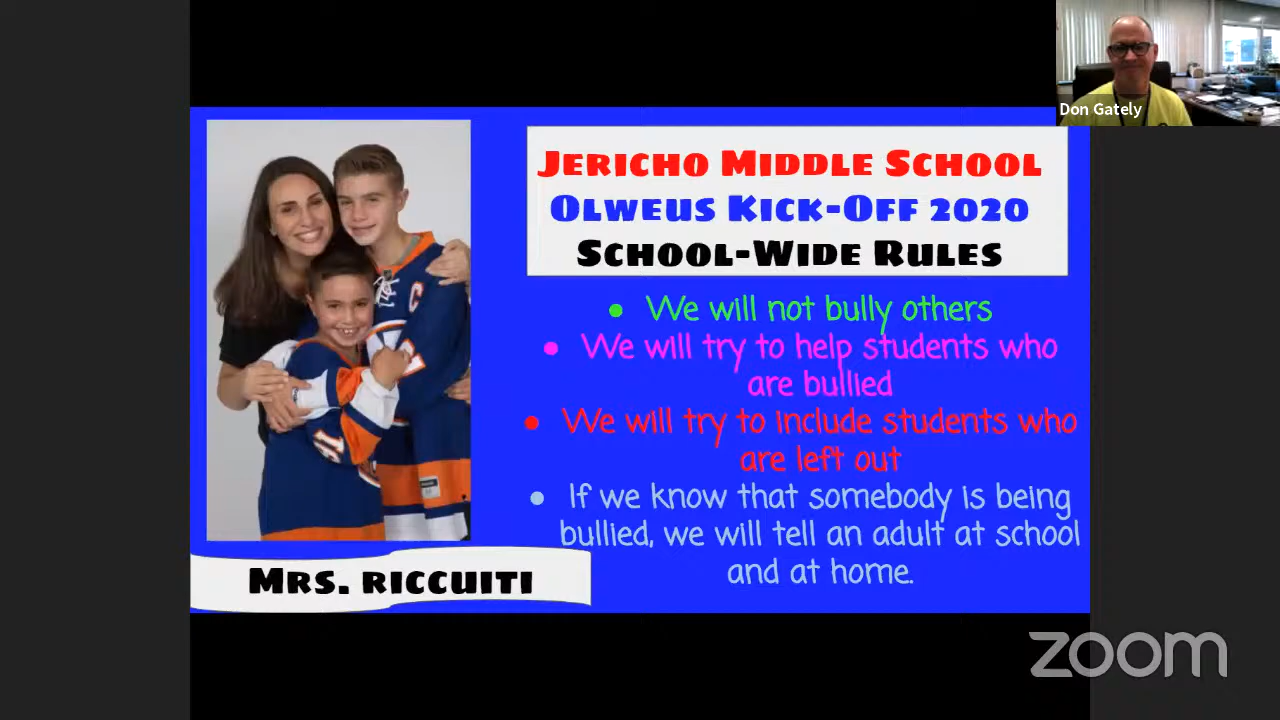 Don Gately
Jericho Middle School
Olweus Kick-Off 2020
School-Wide Rules
• We will not bully others
• We will try to help students who
are bullied
• We will try to include students who
are left out
• If we know that somebody is being
bullied, we will tell an adult at school
and at home.
Mrs. Riccuiti
zoom